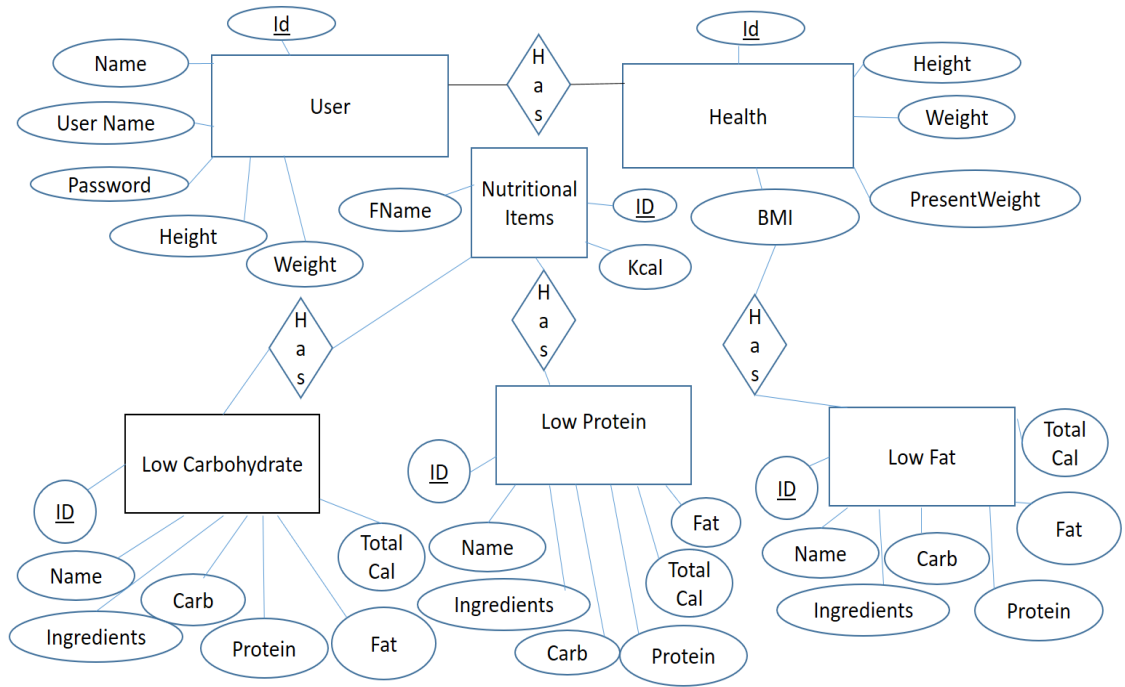 Id
Id
Name
User
H
a
s
Height
User Name
Health
Weight
Password
Nutritional
Items
FName
ID
PresentWeight
BMI
Height
Weight
Kcal
H
a
s
H
a
s
H
a
s
Low Carbohydrate
Low Protein
Low Fat
Total
Cal
ID
ID
ID
Name
Total
Cal
Name
Fat
Name
Carb
Fat
Ingredients
Carb
Protein
Fat
Ingredients
Total
Cal
Carb
Protein
Ingredients
Protein